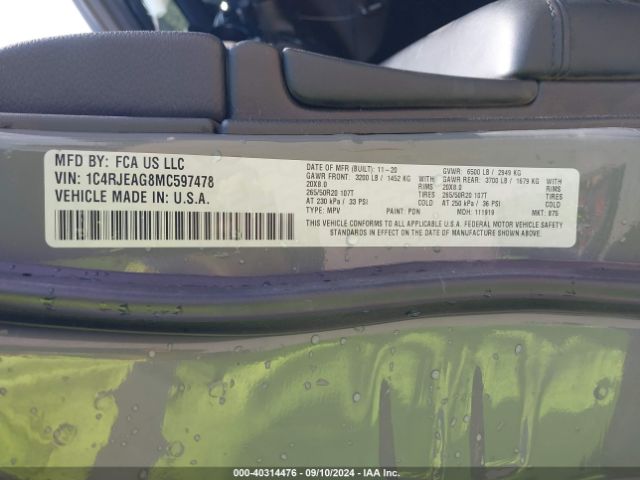 MFD BY: FCA US LLC
VIN: 1C4RJEAG8MC597478
VEHICLE MADE IN: U.S.A.
DATE OF MFR (BUILT): 11-20
GAWR FRONT: 3200 LB / 1452 KG
20X8.0 RIMS
265/50R20 107T TIRES
AT 230 kPa / 33 PSI COLD
TYPE: MPV PAINT: PDN
GVWR: 6500 LB / 2949 KG
GAWR REAR: 3700 LB / 1679 KG
20X8.0 RIMS
265/50R20 107T TIRES
AT 250 kPa / 36 PSI COLD
MDH: 111919 MKT: 875
THIS VEHICLE CONFORMS TO ALL APPLICABLE U.S.A. FEDERAL MOTOR VEHICLE SAFETY
STANDARDS IN EFFECT ON THE DATE OF MANUFACTURE SHOWN ABOVE.
©-40314476 - 09/10/2024 - IAA Inc.